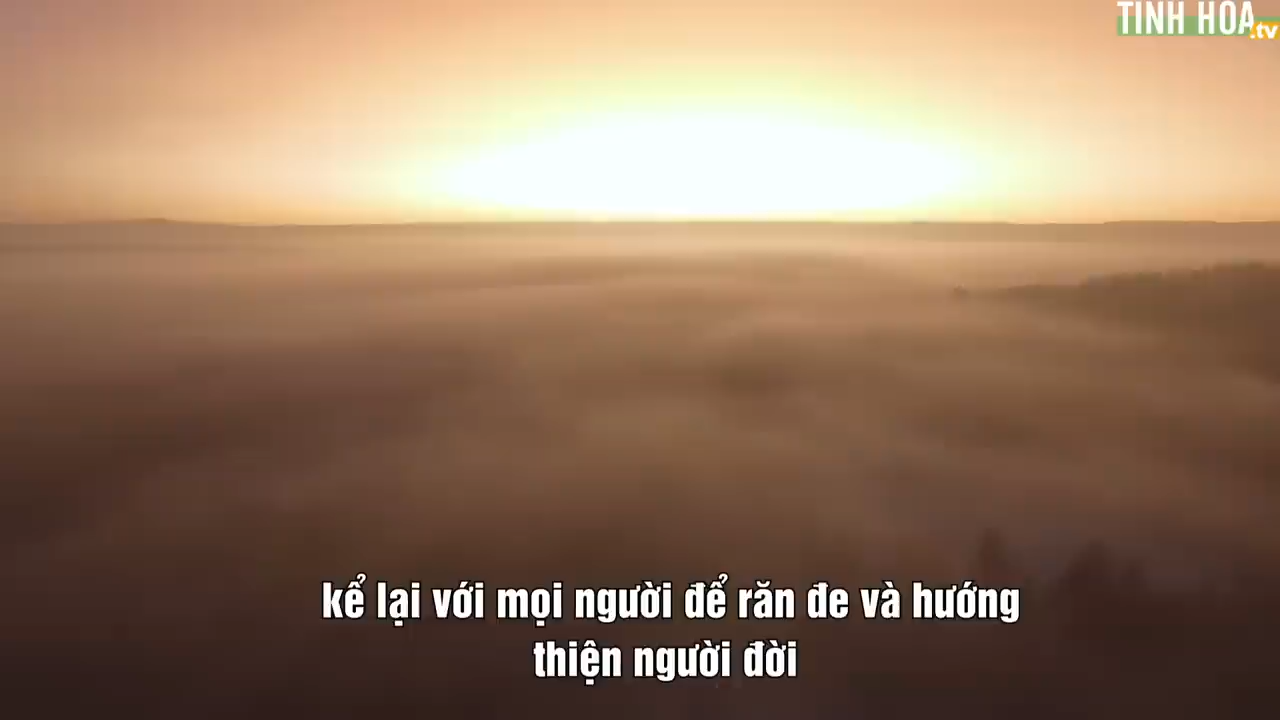 TINH HOA
.tv
kể lại với mọi người để răn đe và hướng
thiện người đời